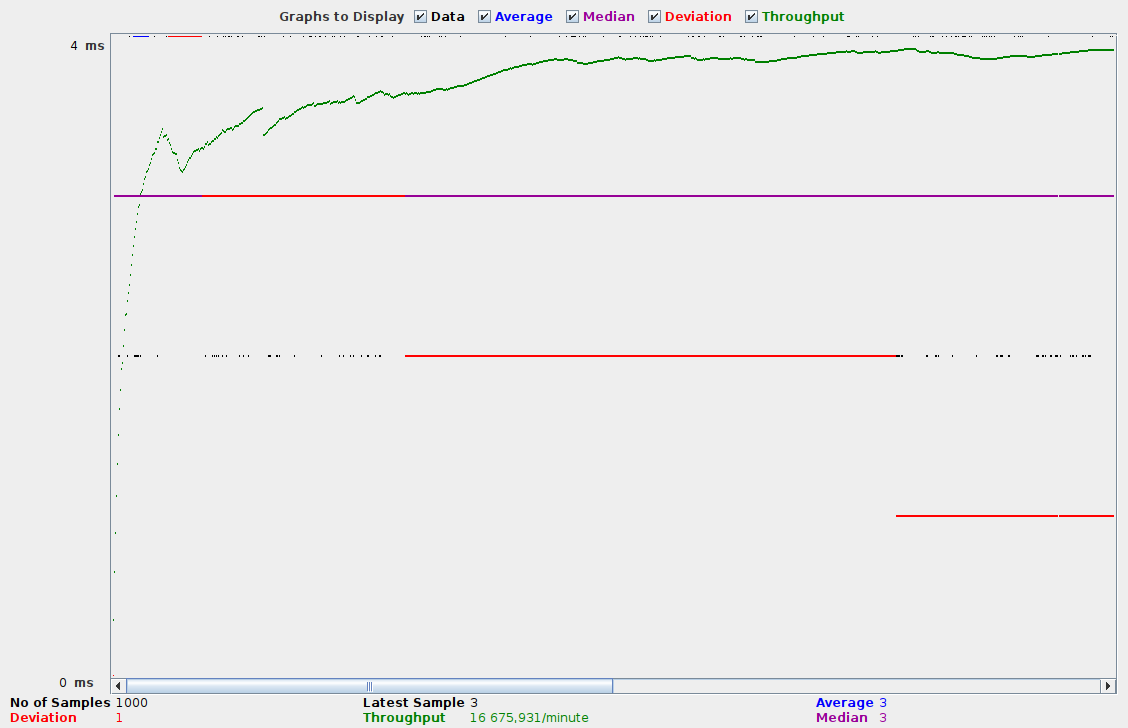 Graphs to Display Data Average Median Deviation Throughput
4 ms
0 ms
No of Samples 1000 Latest Sample 3 Average 3
Deviation 1 Throughput 16 675,931/minute Median 3